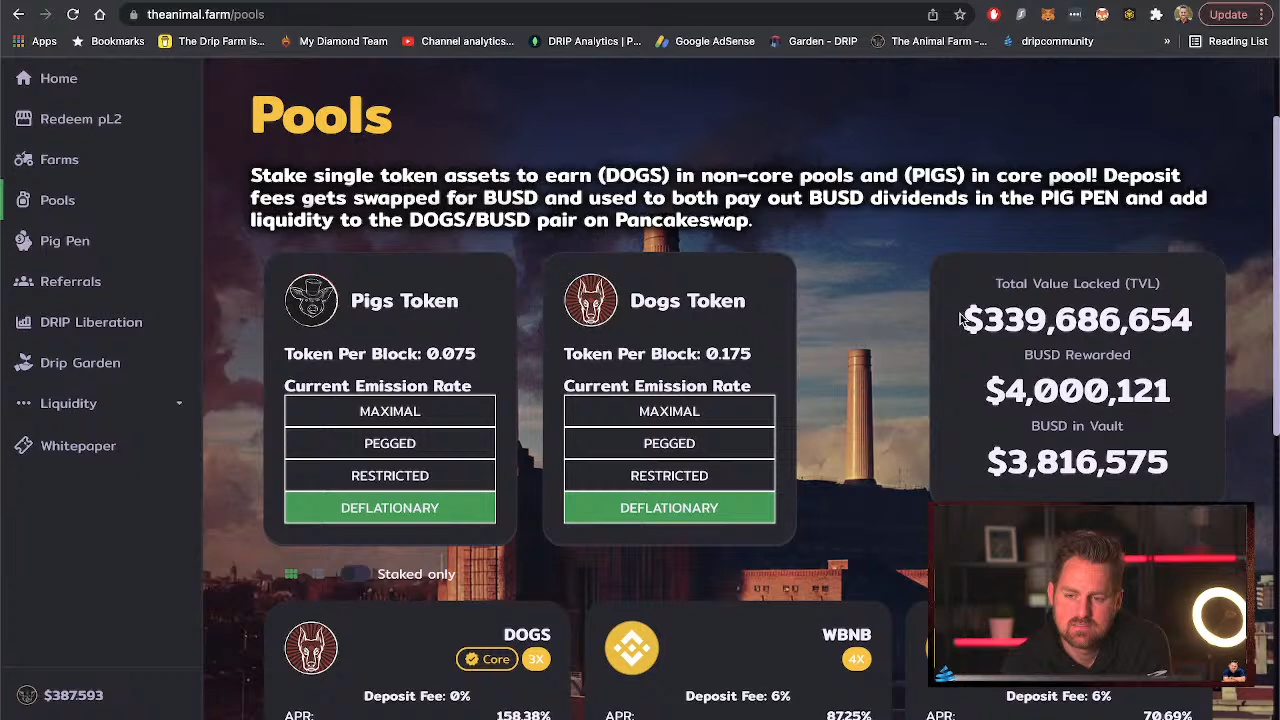 theanimal.farm/pools
Update
Apps
Bookmarks
The Drip Farm is...
My Diamond Team
Channel analytics...
DRIP Analytics | P...
Google AdSense
Garden - DRIP
The Animal Farm -...
dripcommunity
»
Reading List
Home
Redeem pL2
Farms
Pools
Pig Pen
Referrals
DRIP Liberation
Drip Garden
Liquidity
Whitepaper
$387.593
Pools
Stake single token assets to earn (DOGS) in non-core pools and (PIGS) in core pool! Deposit
fees gets swapped for BUSD and used to both pay out BUSD dividends in the PIG PEN and add
liquidity to the DOGS/BUSD pair on Pancakeswap.
Pigs Token
Token Per Block: 0.075
Current Emission Rate
MAXIMAL
PEGGED
RESTRICTED
DEFLATIONARY
Dogs Token
Token Per Block: 0.175
Current Emission Rate
MAXIMAL
PEGGED
RESTRICTED
DEFLATIONARY
Total Value Locked (TVL)
$339,686,654
BUSD Rewarded
$4,000,121
BUSD in Vault
$3,816,575
Staked only
DOGS
Core
3X
Deposit Fee: 0%
APR:
158.38%
WBNB
4X
Deposit Fee: 6%
APR:
87.25%
Deposit Fee: 6%
APR:
70.69%